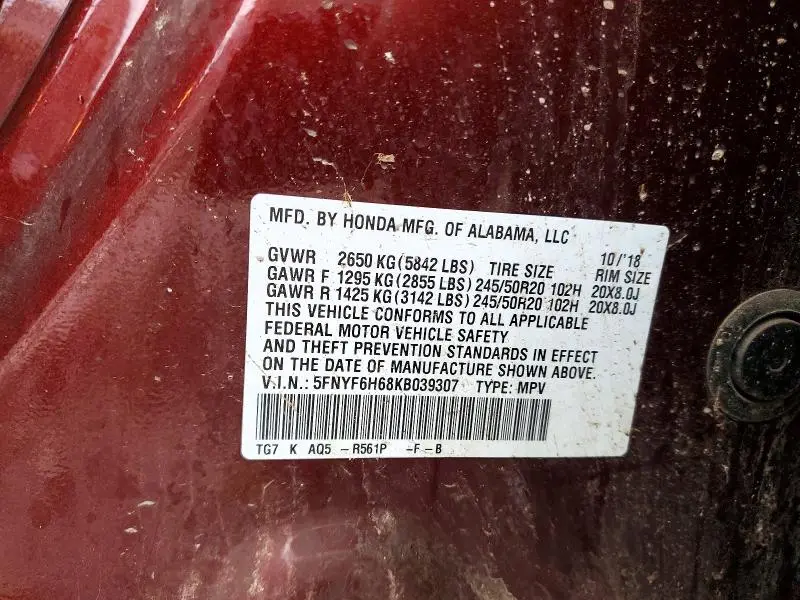 MFD. BY HONDA MFG. OF ALABAMA, LLC
GVWR 2650 KG(5842 LBS) TIRE SIZE 10/'18 RIM SIZE
GAWR F 1295 KG(2855 LBS) 245/50R20 102H 20X8.0J
GAWR R 1425 KG(3142 LBS) 245/50R20 102H 20X8.0J
THIS VEHICLE CONFORMS TO ALL APPLICABLE
FEDERAL MOTOR VEHICLE SAFETY
AND THEFT PREVENTION STANDARDS IN EFFECT
ON THE DATE OF MANUFACTURE SHOWN ABOVE.
V.I.N.: 5FNYF6H68KB039307 TYPE: MPV
TG7 K AQ5 -R561P -F-B